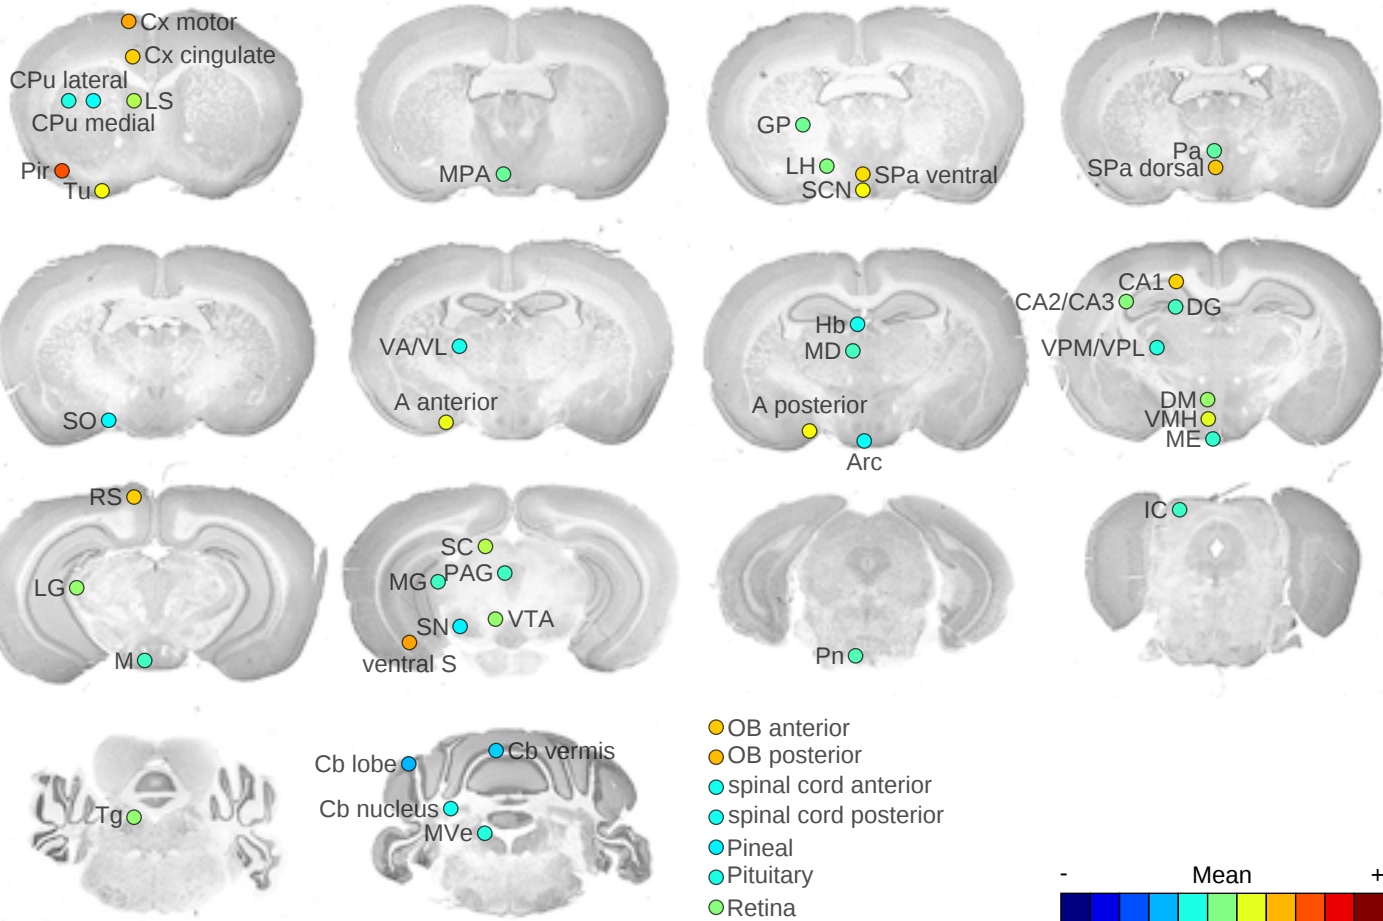 Cx motor
Cx cingulate
CPu lateral
LS
CPu medial
Pir
Tu
MPA
GP
LH
SPa ventral
SCN
Pa
SPa dorsal
SO
VA/VL
A anterior
Hb
MD
A posterior
Arc
CA1
CA2/CA3
DG
VPM/VPL
DM
VMH
ME
RS
LG
M
SC
MG
PAG
SN
VTA
ventral S
Pn
IC
Tg
Cb lobe
Cb vermis
Cb nucleus
MVe
OB anterior
OB posterior
spinal cord anterior
spinal cord posterior
Pineal
Pituitary
Retina
- Mean +